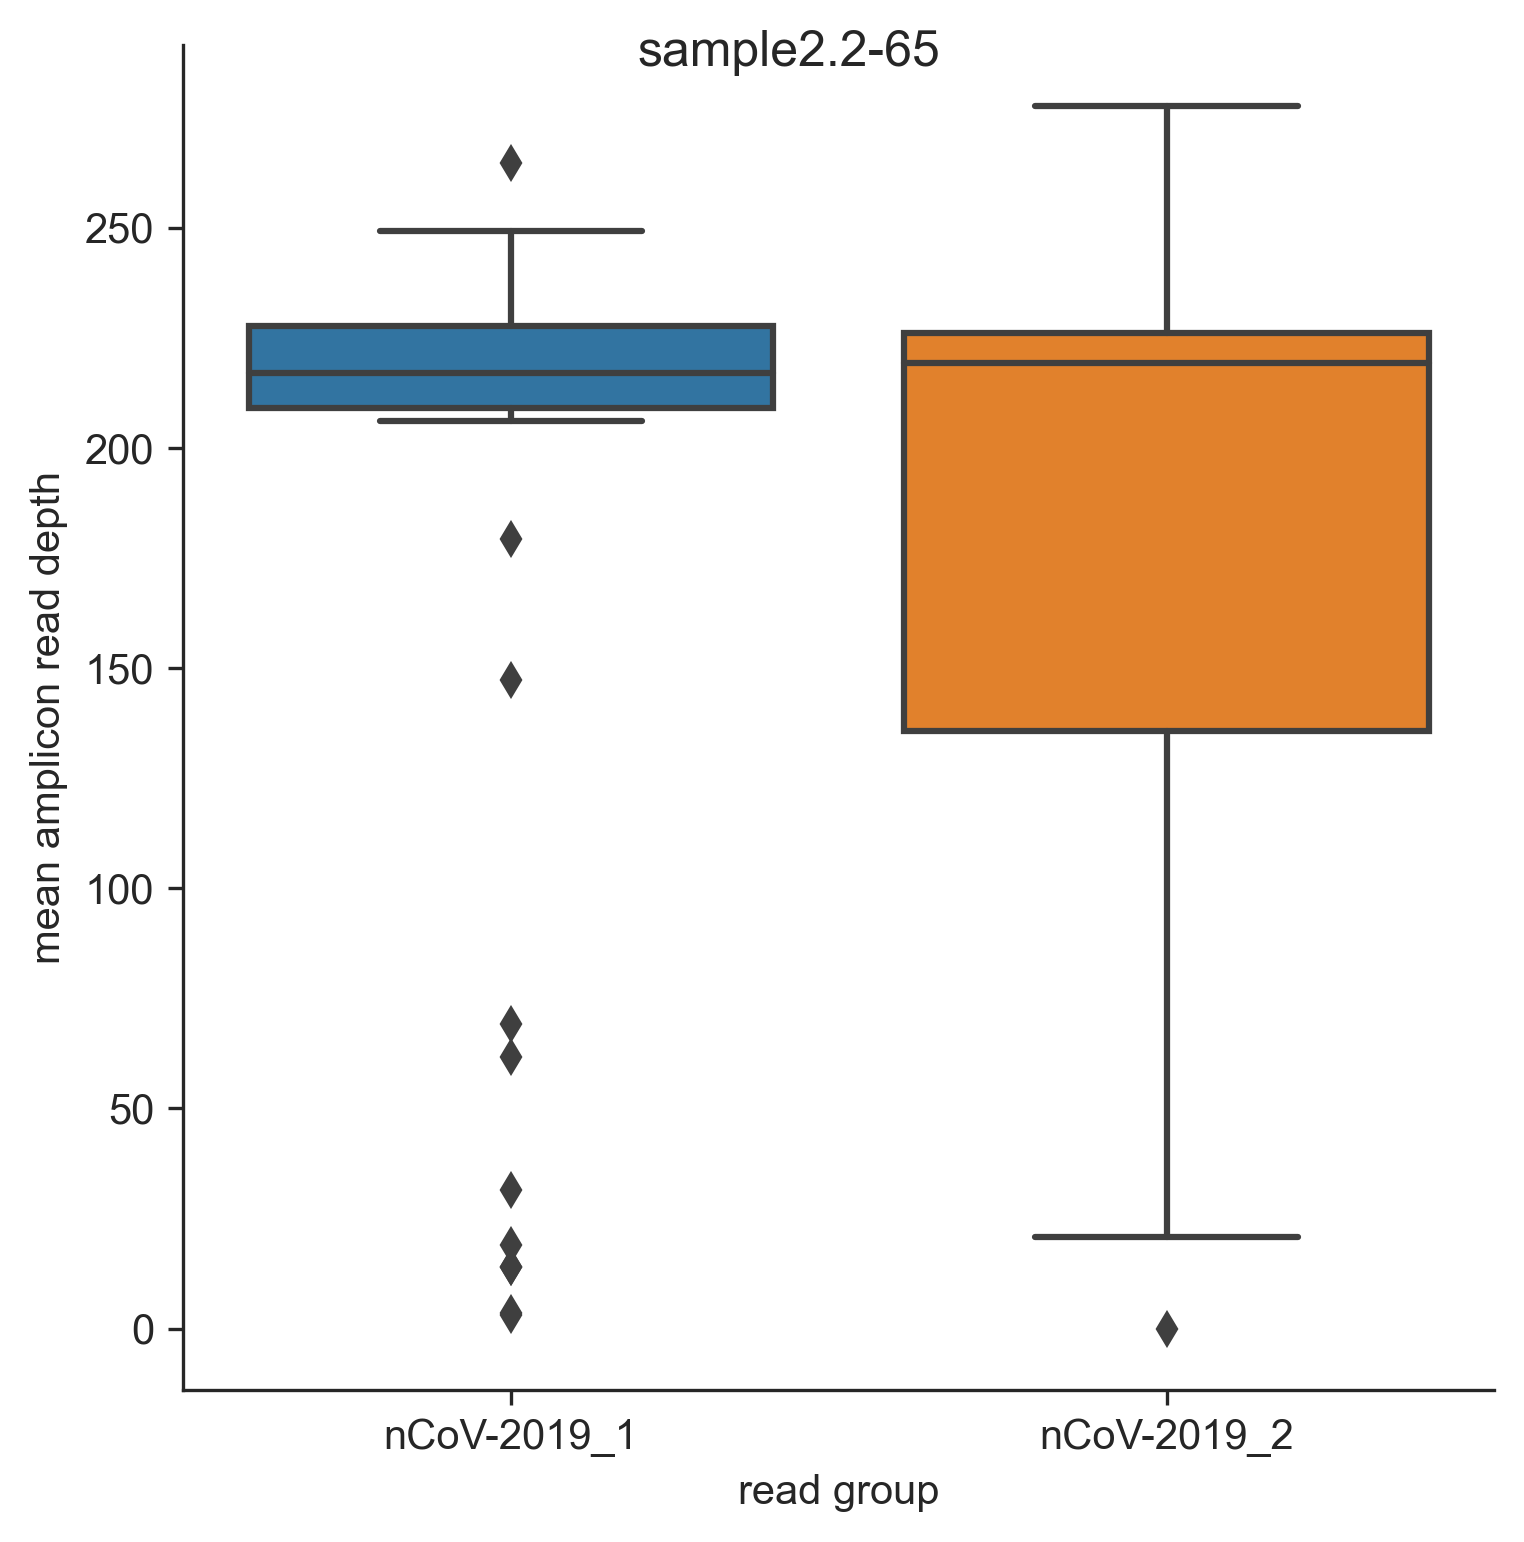 sample2.2-65
mean amplicon read depth
250
200
150
100
50
0
nCoV-2019_1
nCoV-2019_2
read group